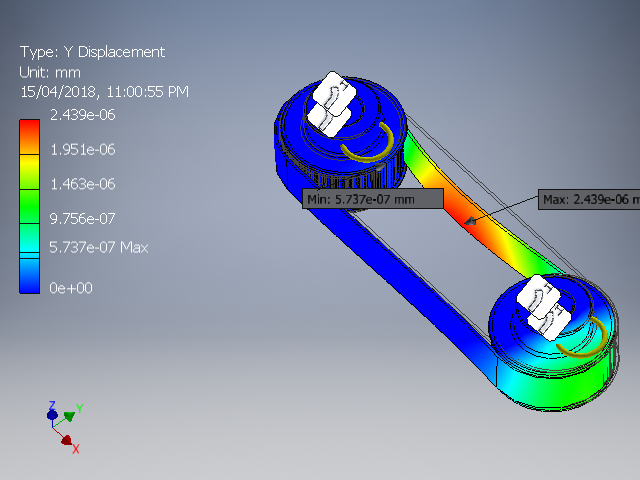 Type: Y Displacement
Unit: mm
15/04/2018, 11:00:55 PM
2.439e-06
1.951e-06
1.463e-06
9.756e-07
5.737e-07 Max
0e+00
Min: 5.737e-07 mm
Max: 2.439e-06 m
Z
Y
X